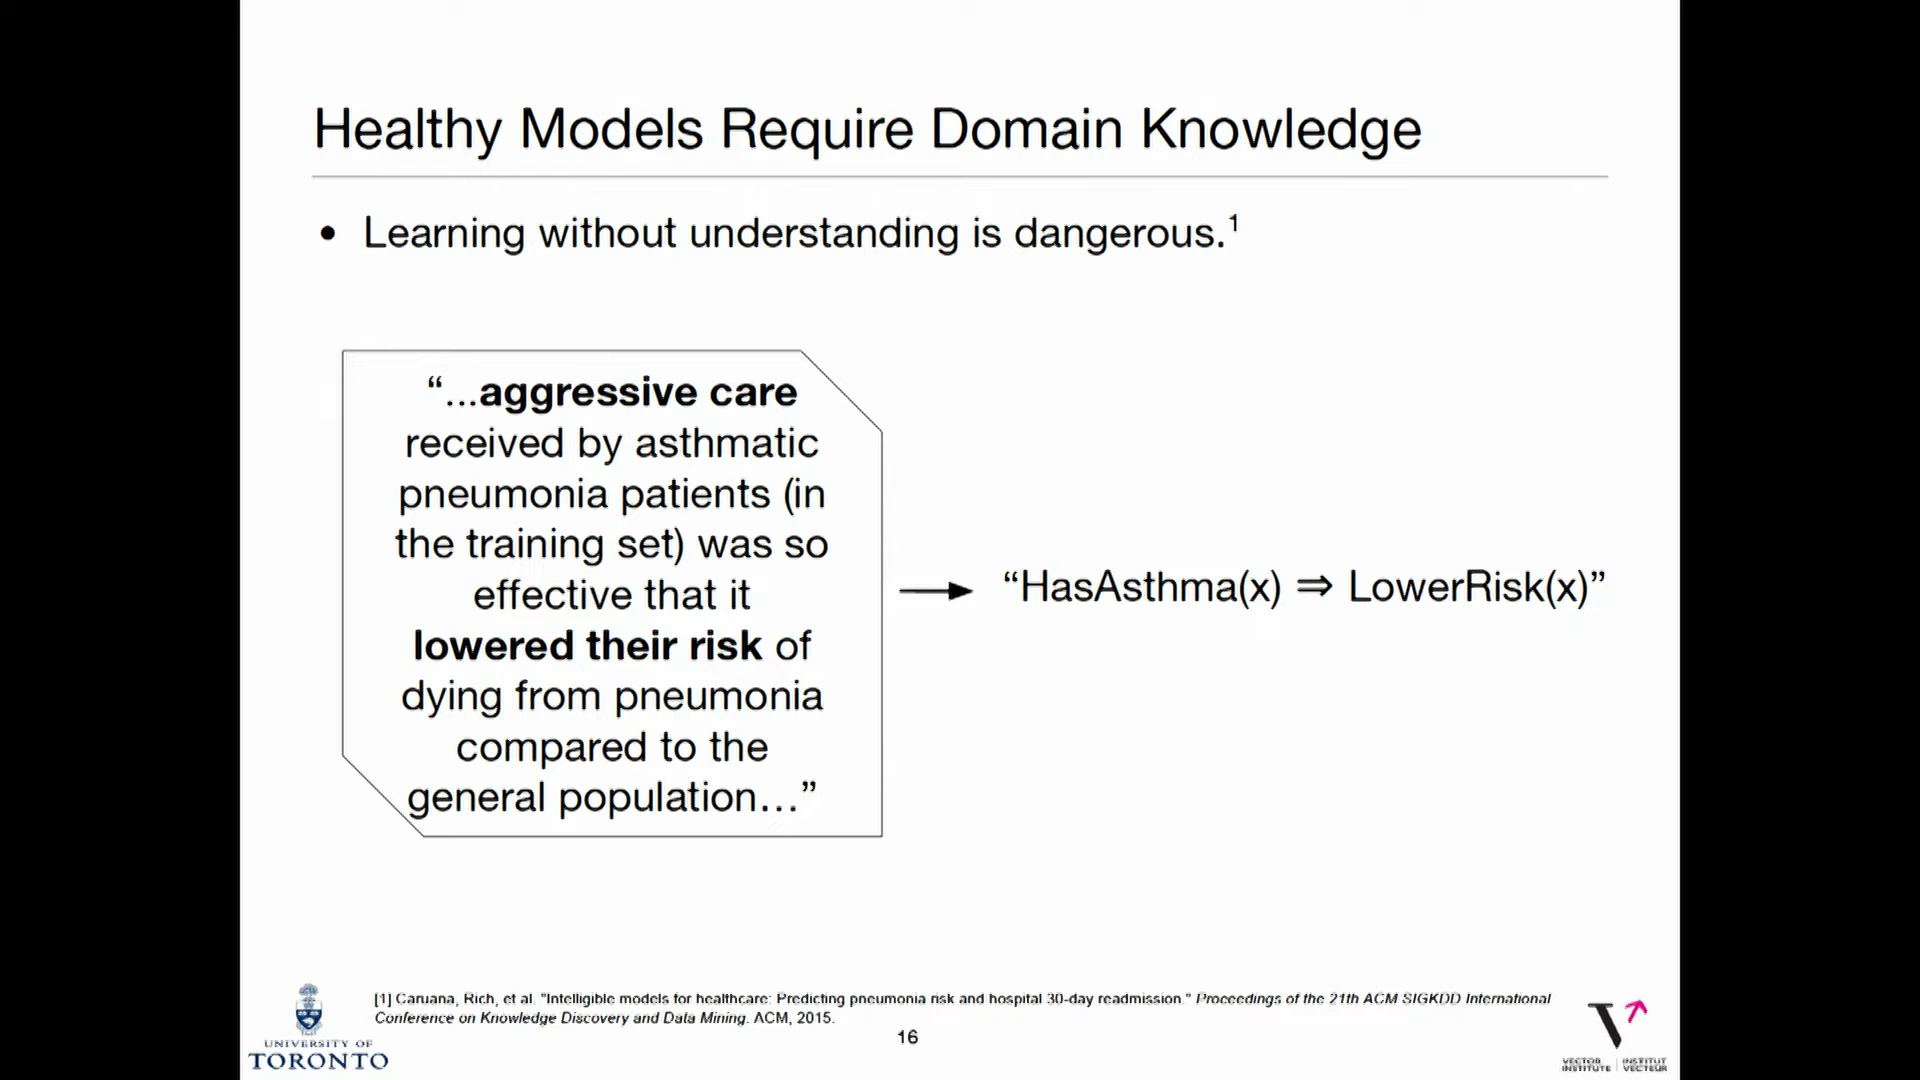 Healthy Models Require Domain Knowledge
• Learning without understanding is dangerous.¹
“...aggressive care
received by asthmatic
pneumonia patients (in
the training set) was so
effective that it
lowered their risk of
dying from pneumonia
compared to the
general population...”
“HasAsthma(x) ⇒ LowerRisk(x)”
[1] Caruana, Rich, et al. "Intelligible models for healthcare: Predicting pneumonia risk and hospital 30-day readmission." Proceedings of the 21th ACM SIGKDD International
Conference on Knowledge Discovery and Data Mining. ACM, 2015.
16
UNIVERSITY OF
TORONTO
VECTOR INSTITUTE | INSTITUT VECTEUR